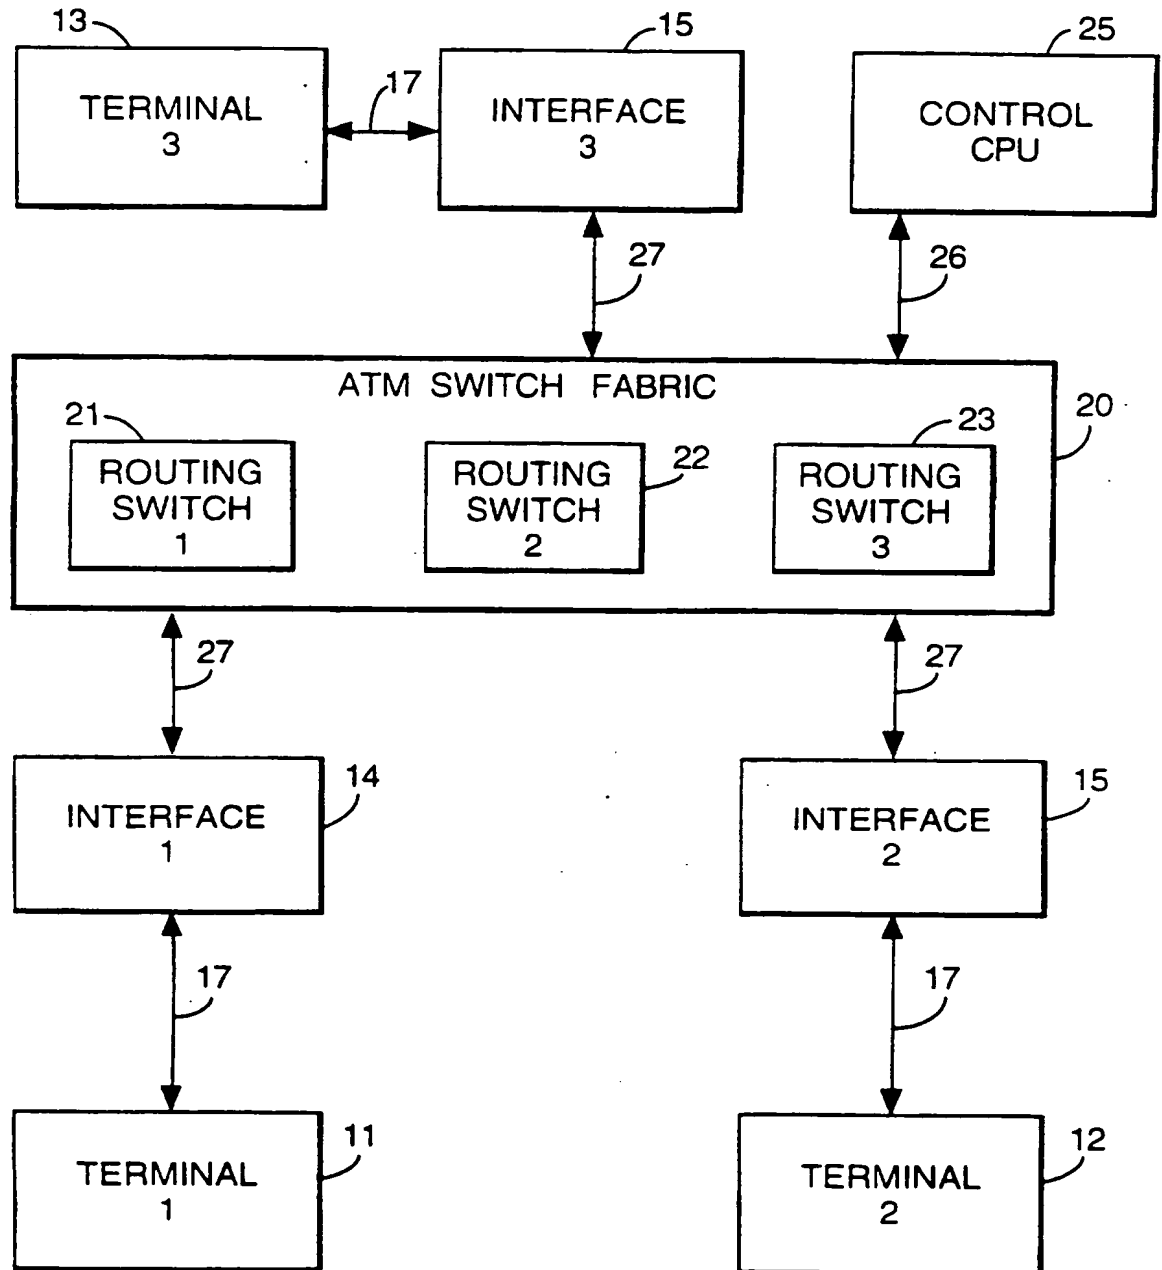 13
15
25
17
TERMINAL
3
INTERFACE
3
CONTROL
CPU
27
26
ATM SWITCH FABRIC
20
21
22
23
ROUTING
SWITCH
1
ROUTING
SWITCH
2
ROUTING
SWITCH
3
27
27
14
15
INTERFACE
1
INTERFACE
2
17
17
11
12
TERMINAL
1
TERMINAL
2